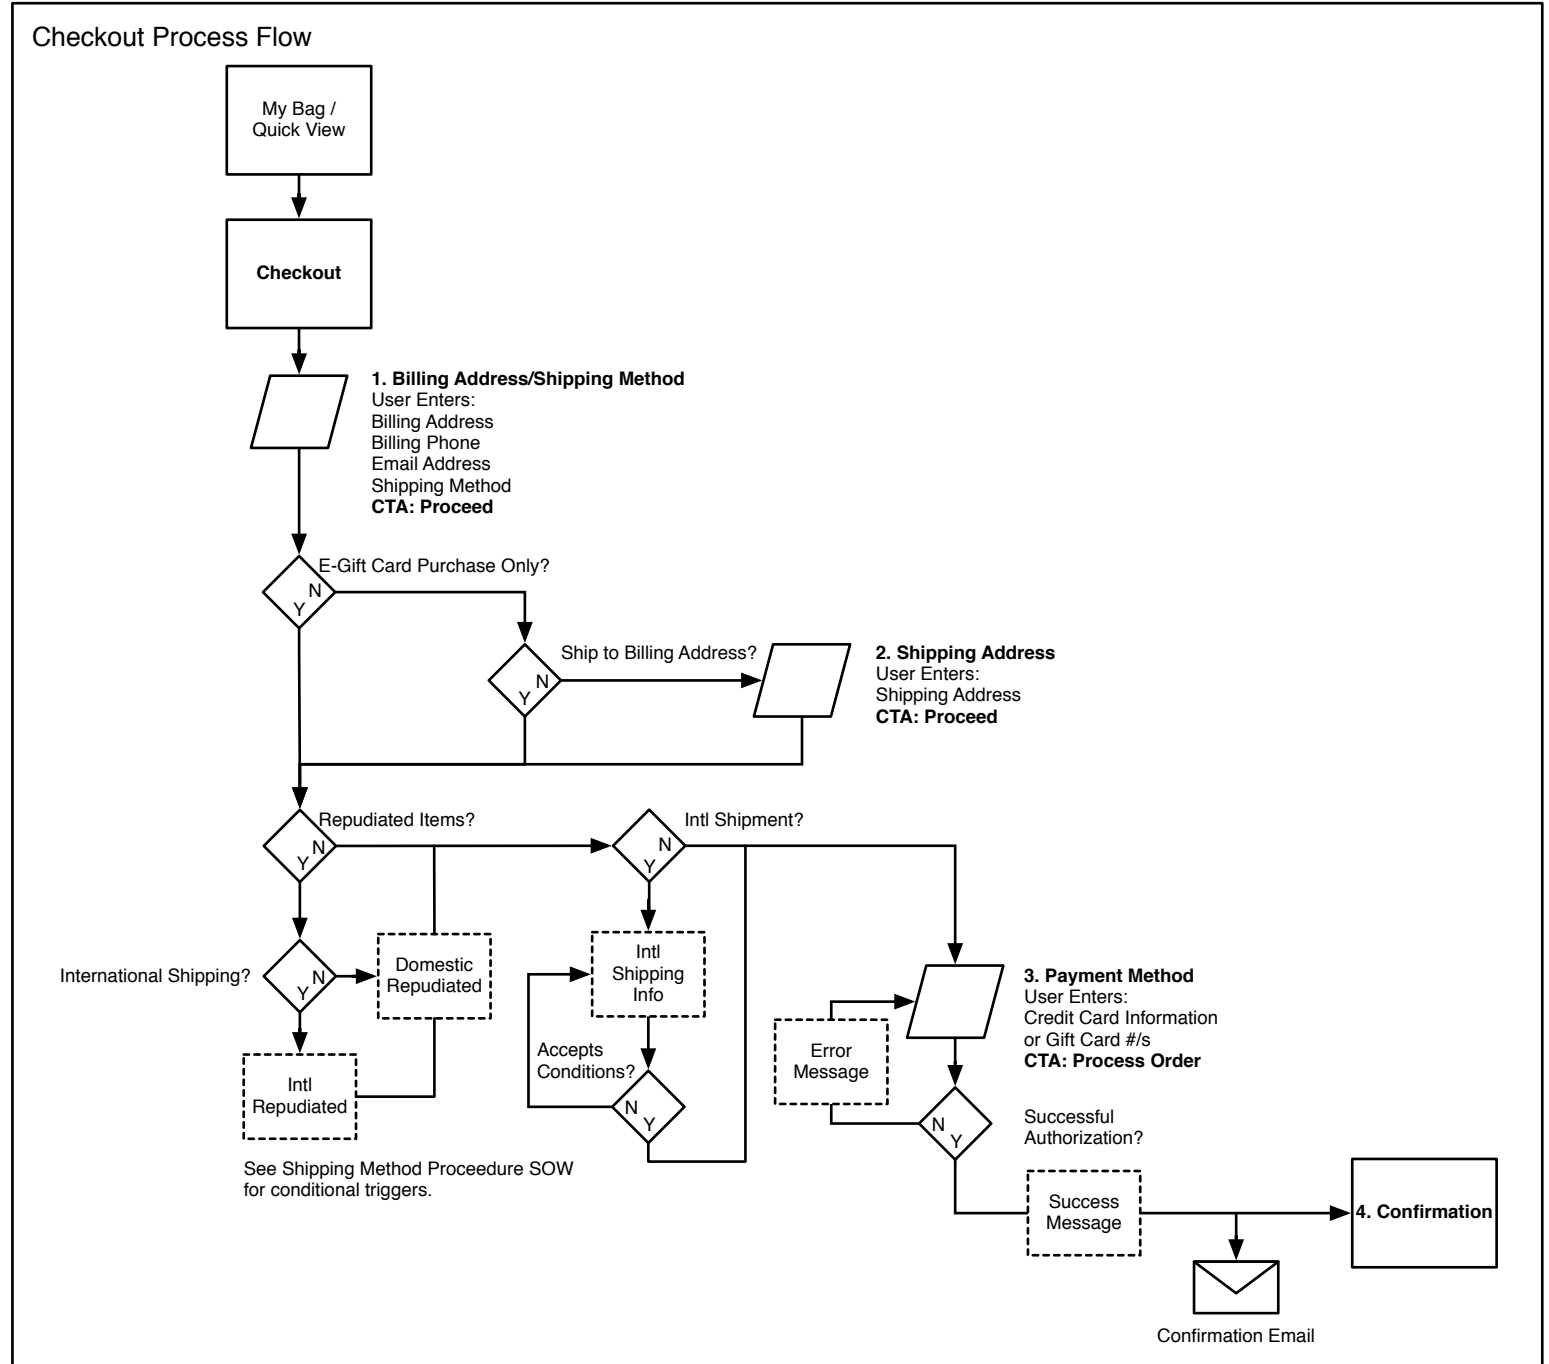 Checkout Process Flow
My Bag /
Quick View
Checkout
1. Billing Address/Shipping Method
User Enters:
Billing Address
Billing Phone
Email Address
Shipping Method
CTA: Proceed
E-Gift Card Purchase Only?
N
Y
Ship to Billing Address?
N
Y
2. Shipping Address
User Enters:
Shipping Address
CTA: Proceed
Repudiated Items?
N
Y
Intl Shipment?
N
Y
International Shipping?
N
Y
Domestic
Repudiated
Intl
Repudiated
See Shipping Method Proceedure SOW
for conditional triggers.
Intl
Shipping
Info
Accepts
Conditions?
N
Y
3. Payment Method
User Enters:
Credit Card Information
or Gift Card #/s
CTA: Process Order
Error
Message
N
Y
Successful
Authorization?
Success
Message
4. Confirmation
Confirmation Email